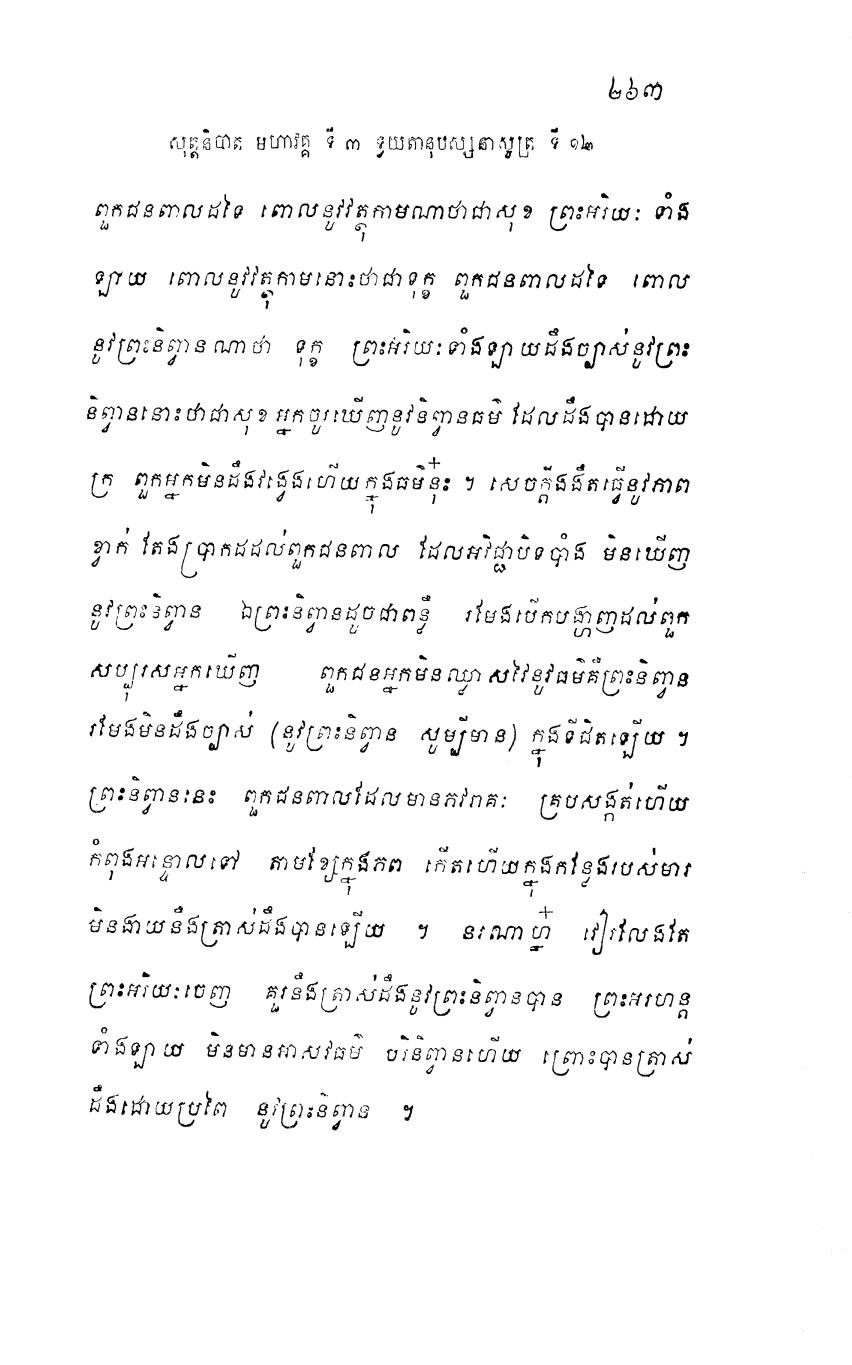 ២៦៣
សុត្តនិបាត មហាវគ្គ ទី ៣ ទ្វយតានុបស្សនាសូត្រ ទី ១២
ពួកជនពាលដទៃ ពោលនូវវត្ថុកាមណាថាជាសុខ ព្រះអរិយៈ ទាំង
ឡាយ ពោលនូវវត្ថុកាមនោះថាជាទុក្ខ ពួកជនពាលដទៃ ពោល
នូវព្រះនិព្វានណាថា ទុក្ខ ព្រះអរិយៈទាំងឡាយដឹងច្បាស់នូវព្រះ
និព្វាននោះថាជាសុខ អ្នកចូរឃើញនូវនិព្វានធម៌ ដែលដឹងបានដោយ
ក្រ ពួកអ្នកមិនដឹងវង្វេងហើយក្នុងធម៌នុ៎ះ ។ សេចក្តីងងឹតធ្វើនូវភាព
ខ្វាក់ តែងប្រាកដដល់ពួកជនពាល ដែលអវិជ្ជាបិទបាំង មិនឃើញ
នូវព្រះនិព្វាន ឯព្រះនិព្វានដូចជាពន្លឺ រមែងបើកបង្ហាញដល់ពួក
សប្បុរសអ្នកឃើញ ពួកជនអ្នកមិនឈ្លាសវៃនូវធម៌គឺព្រះនិព្វាន
រមែងមិនដឹងច្បាស់ (នូវព្រះនិព្វាន សូម្បីមាន) ក្នុងទីជិតឡើយ ។
ព្រះនិព្វាននេះ ពួកជនពាលដែលមានភវរាគៈ គ្របសង្កត់ហើយ
កំពុងអន្ទោលទៅ តាមខ្សែក្នុងភព កើតហើយក្នុងកន្លែងរបស់មារ
មិនងាយនឹងត្រាស់ដឹងបានឡើយ ។ នរណាហ្ន៎ វៀរលែងតែ
ព្រះអរិយៈចេញ គួរនឹងត្រាស់ដឹងនូវព្រះនិព្វានបាន ព្រះអរហន្ត
ទាំងឡាយ មិនមានអាសវធម៌ បរិនិព្វានហើយ ព្រោះបានត្រាស់
ដឹងដោយប្រពៃ នូវព្រះនិព្វាន ។